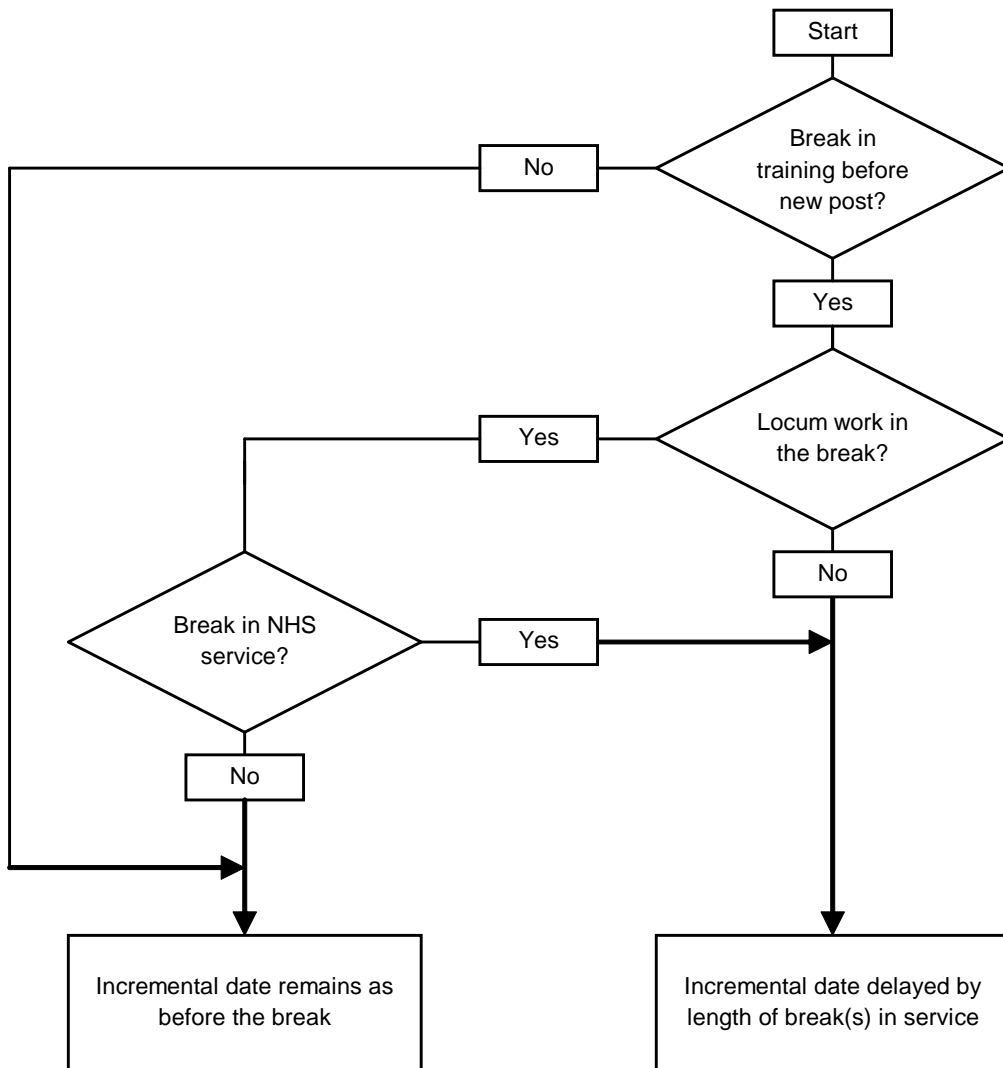 Start
Break in
training before
new post?
No
Yes
Locum work in
the break?
Yes
No
Break in NHS
service?
Yes
No
Incremental date remains as
before the break
Incremental date delayed by
length of break(s) in service